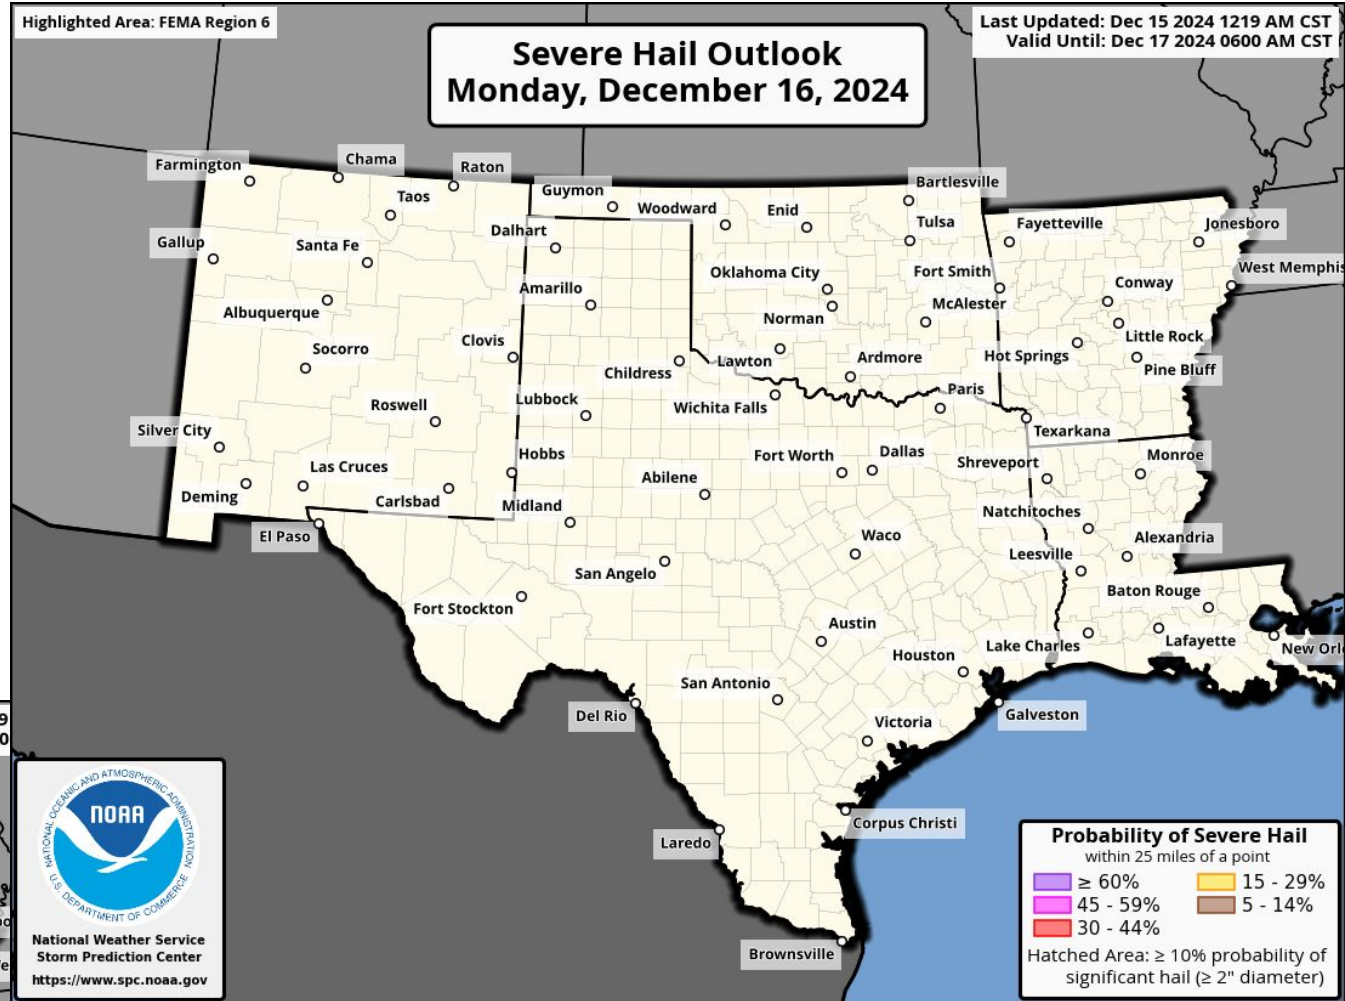 Highlighted Area: FEMA Region 6
Last Updated: Dec 15 2024 1219 AM CST
Valid Until: Dec 17 2024 0600 AM CST
Severe Hail Outlook
Monday, December 16, 2024
Farmington
Chama
Raton
Guymon
Bartlesville
Taos
Woodward
Enid
Tulsa
Fayetteville
Jonesboro
Gallup
Santa Fe
Dalhart
Oklahoma City
Fort Smith
West Memphis
Amarillo
McAlester
Conway
Albuquerque
Norman
Little Rock
Socorro
Clovis
Childress
Lawton
Ardmore
Hot Springs
Pine Bluff
Roswell
Lubbock
Wichita Falls
Paris
Texarkana
Silver City
Las Cruces
Hobbs
Fort Worth
Dallas
Shreveport
Monroe
Deming
Carlsbad
Midland
Abilene
Natchitoches
El Paso
Waco
Alexandria
San Angelo
Leesville
Fort Stockton
Baton Rouge
Austin
Houston
Lake Charles
Lafayette
New Orl
San Antonio
Del Rio
Victoria
Galveston
Laredo
Corpus Christi
Brownsville
9
0
NATIONAL OCEANIC AND ATMOSPHERIC ADMINISTRATION
NOAA
U.S. DEPARTMENT OF COMMERCE
National Weather Service
Storm Prediction Center
https://www.spc.noaa.gov
Probability of Severe Hail
within 25 miles of a point
≥ 60%
15 - 29%
45 - 59%
5 - 14%
30 - 44%
Hatched Area: ≥ 10% probability of
significant hail (≥ 2" diameter)